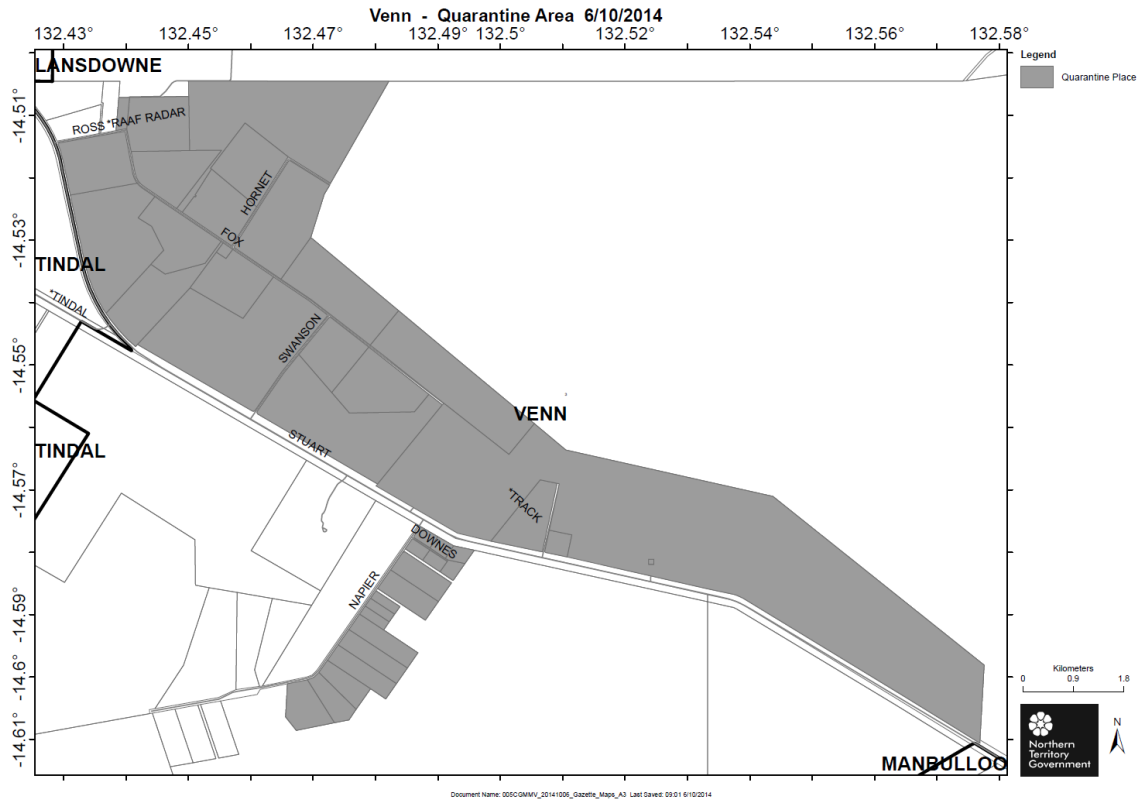 Venn - Quarantine Area 6/10/2014
132.43° 132.45° 132.47° 132.49° 132.5° 132.52° 132.54° 132.56° 132.58°
Legend
Quarantine Place
LANSDOWNE
-14.51°
ROSS *RAAF RADAR
HORNET
-14.53°
FOX
TINDAL
*TINDAL
SWANSON
-14.55°
VENN
STUART
TINDAL
-14.57°
*TRACK
DOWNES
NAPIER
-14.59°
-14.6°
Kilometers
0 0.9 1.8
-14.61°
N
Northern
Territory
Government
MANBULLOO
Document Name: 005CGMMV_20141006_Gazette_Maps_A3 Last Saved: 09:01 6/10/2014